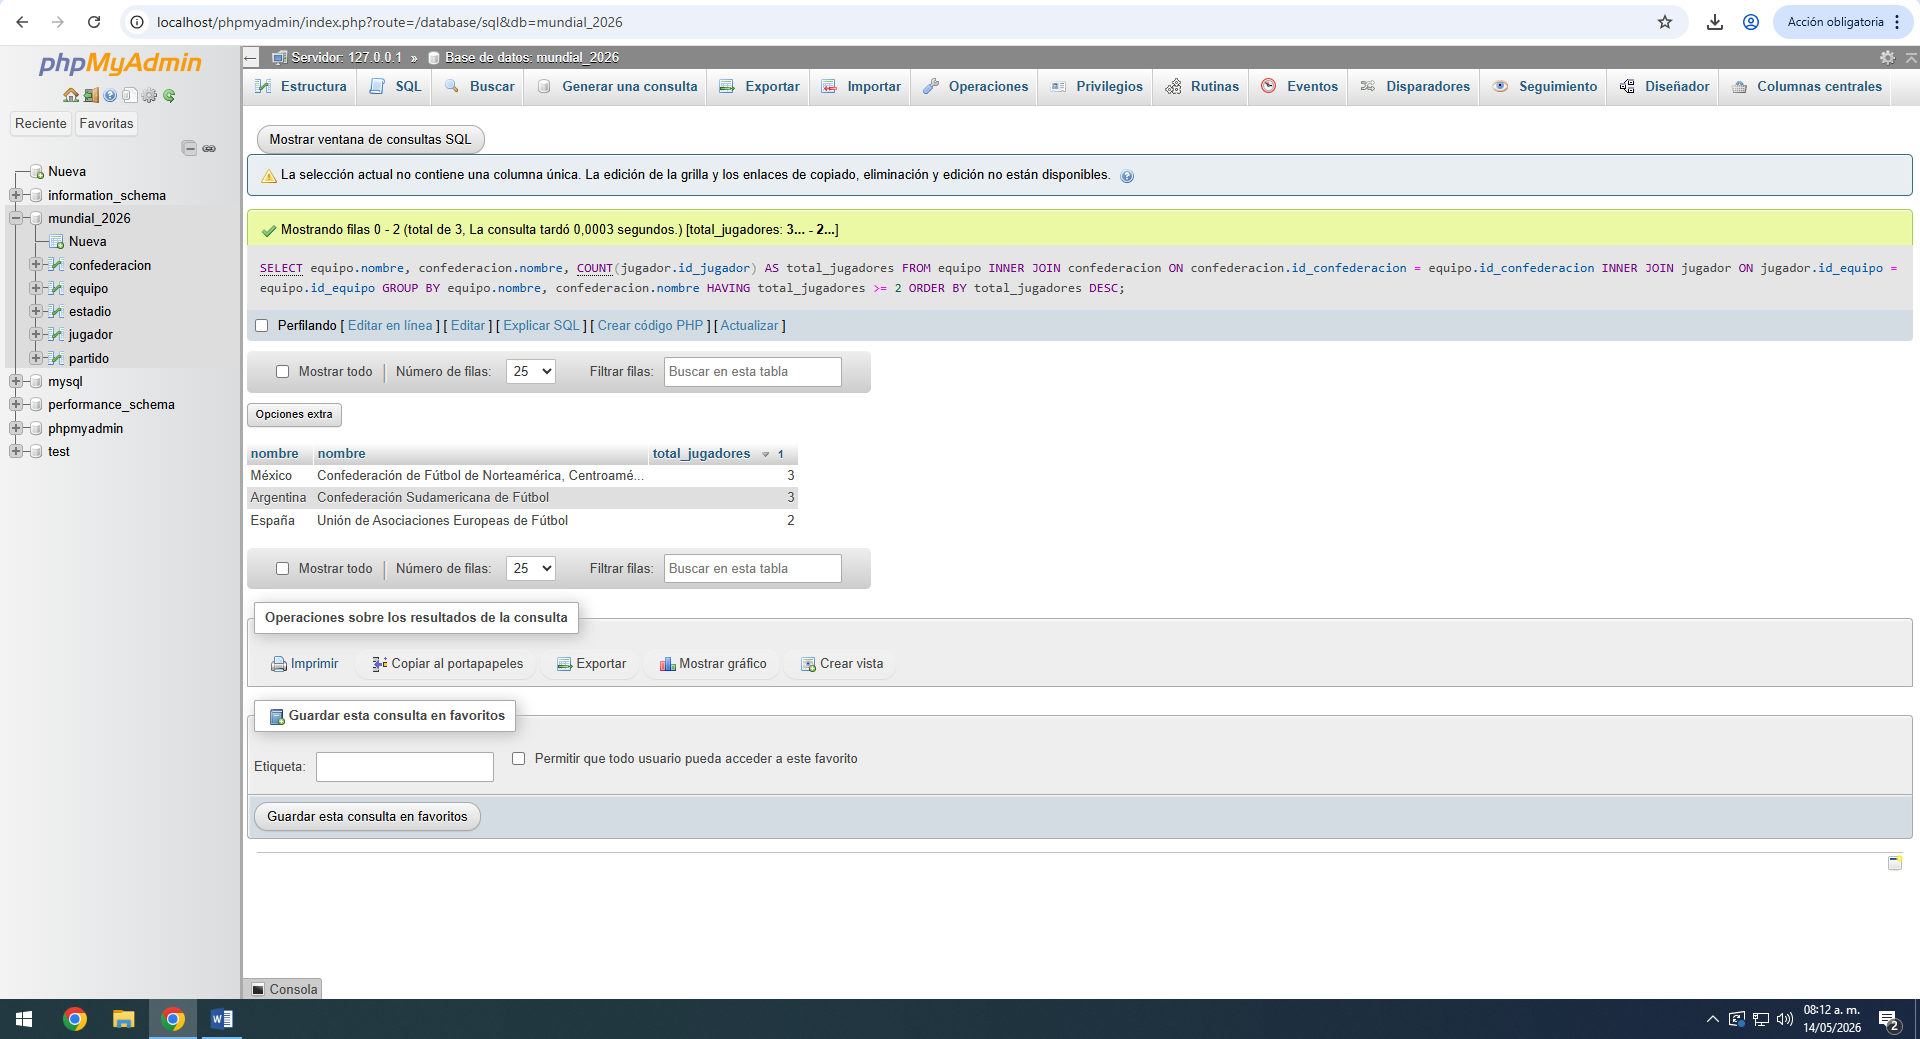 localhost/phpmyadmin/index.php?route=/database/sql&db=mundial_2026
Acción obligatoria
phpMyAdmin
Reciente
Favoritas
Nueva
information_schema
mundial_2026
Nueva
confederacion
equipo
estadio
jugador
partido
mysql
performance_schema
phpmyadmin
test
Servidor: 127.0.0.1 » Base de datos: mundial_2026
Estructura
SQL
Buscar
Generar una consulta
Exportar
Importar
Operaciones
Privilegios
Rutinas
Eventos
Disparadores
Seguimiento
Diseñador
Columnas centrales
Mostrar ventana de consultas SQL
La selección actual no contiene una columna única. La edición de la grilla y los enlaces de copiado, eliminación y edición no están disponibles.
Mostrando filas 0 - 2 (total de 3, La consulta tardó 0,0003 segundos.) [total_jugadores: 3... - 2...]
SELECT equipo.nombre, confederacion.nombre, COUNT(jugador.id_jugador) AS total_jugadores FROM equipo INNER JOIN confederacion ON confederacion.id_confederacion = equipo.id_confederacion INNER JOIN jugador ON jugador.id_equipo =
equipo.id_equipo GROUP BY equipo.nombre, confederacion.nombre HAVING total_jugadores >= 2 ORDER BY total_jugadores DESC;
Perfilando [ Editar en línea ] [ Editar ] [ Explicar SQL ] [ Crear código PHP ] [ Actualizar ]
Mostrar todo | Número de filas: 25 Filtrar filas: Buscar en esta tabla
Opciones extra
nombre nombre total_jugadores 1
México Confederación de Fútbol de Norteamérica, Centroamé... 3
Argentina Confederación Sudamericana de Fútbol 3
España Unión de Asociaciones Europeas de Fútbol 2
Mostrar todo | Número de filas: 25 Filtrar filas: Buscar en esta tabla
Operaciones sobre los resultados de la consulta
Imprimir Copiar al portapapeles Exportar Mostrar gráfico Crear vista
Guardar esta consulta en favoritos
Etiqueta: Permitir que todo usuario pueda acceder a este favorito
Guardar esta consulta en favoritos
Consola
08:12 a. m.
14/05/2026
2